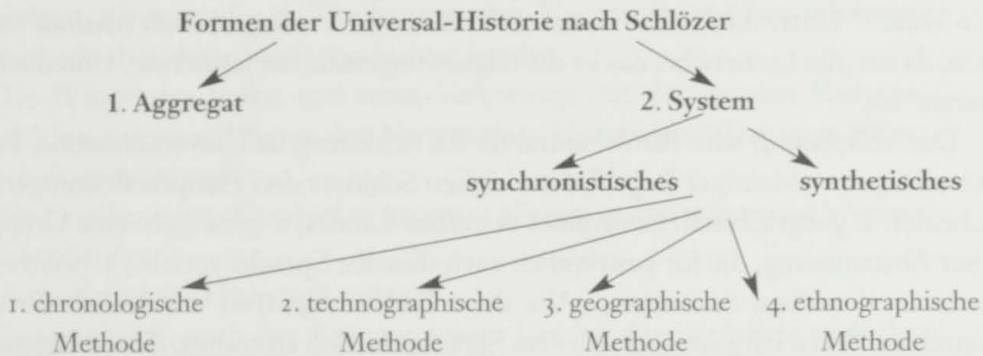 Formen der Universal-Historie nach Schlözer
1. Aggregat 2. System
synchronistisches synthetisches
1. chronologische 2. technographische 3. geographische 4. ethnographische
Methode Methode Methode Methode